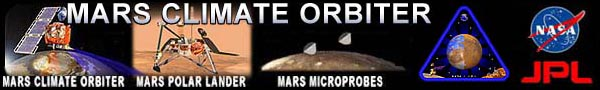 MARS CLIMATE ORBITER
MARS CLIMATE ORBITER
MARS POLAR LANDER
MARS MICROPROBES
NASA
JPL